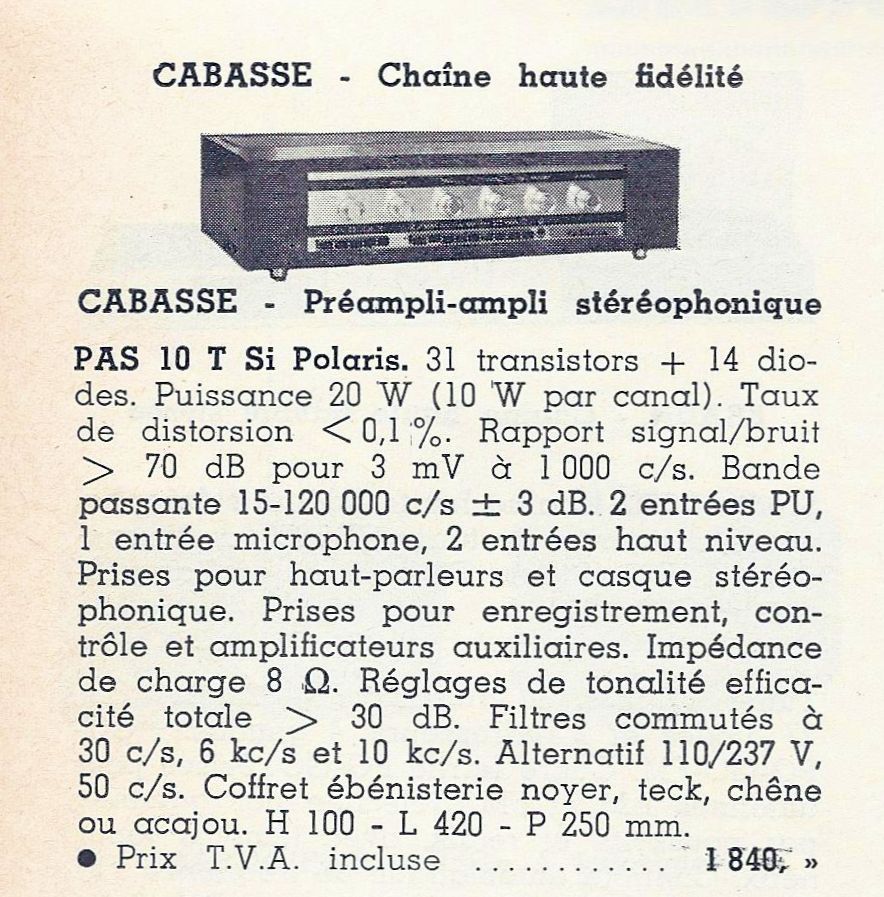 CABASSE - Chaîne haute fidélité
CABASSE - Préampli-ampli stéréophonique
PAS 10 T Si Polaris. 31 transistors + 14 dio-
des. Puissance 20 W (10 W par canal). Taux
de distorsion < 0,1 %. Rapport signal/bruit
> 70 dB pour 3 mV à 1 000 c/s. Bande
passante 15-120 000 c/s ± 3 dB. 2 entrées PU,
1 entrée microphone, 2 entrées haut niveau.
Prises pour haut-parleurs et casque stéréo-
phonique. Prises pour enregistrement, con-
trôle et amplificateurs auxiliaires. Impédance
de charge 8 Ω. Réglages de tonalité effica-
cité totale > 30 dB. Filtres commutés à
30 c/s, 6 kc/s et 10 kc/s. Alternatif 110/237 V,
50 c/s. Coffret ébénisterie noyer, teck, chêne
ou acajou. H 100 - L 420 - P 250 mm.
● Prix T.V.A. incluse ............ 1 840, »